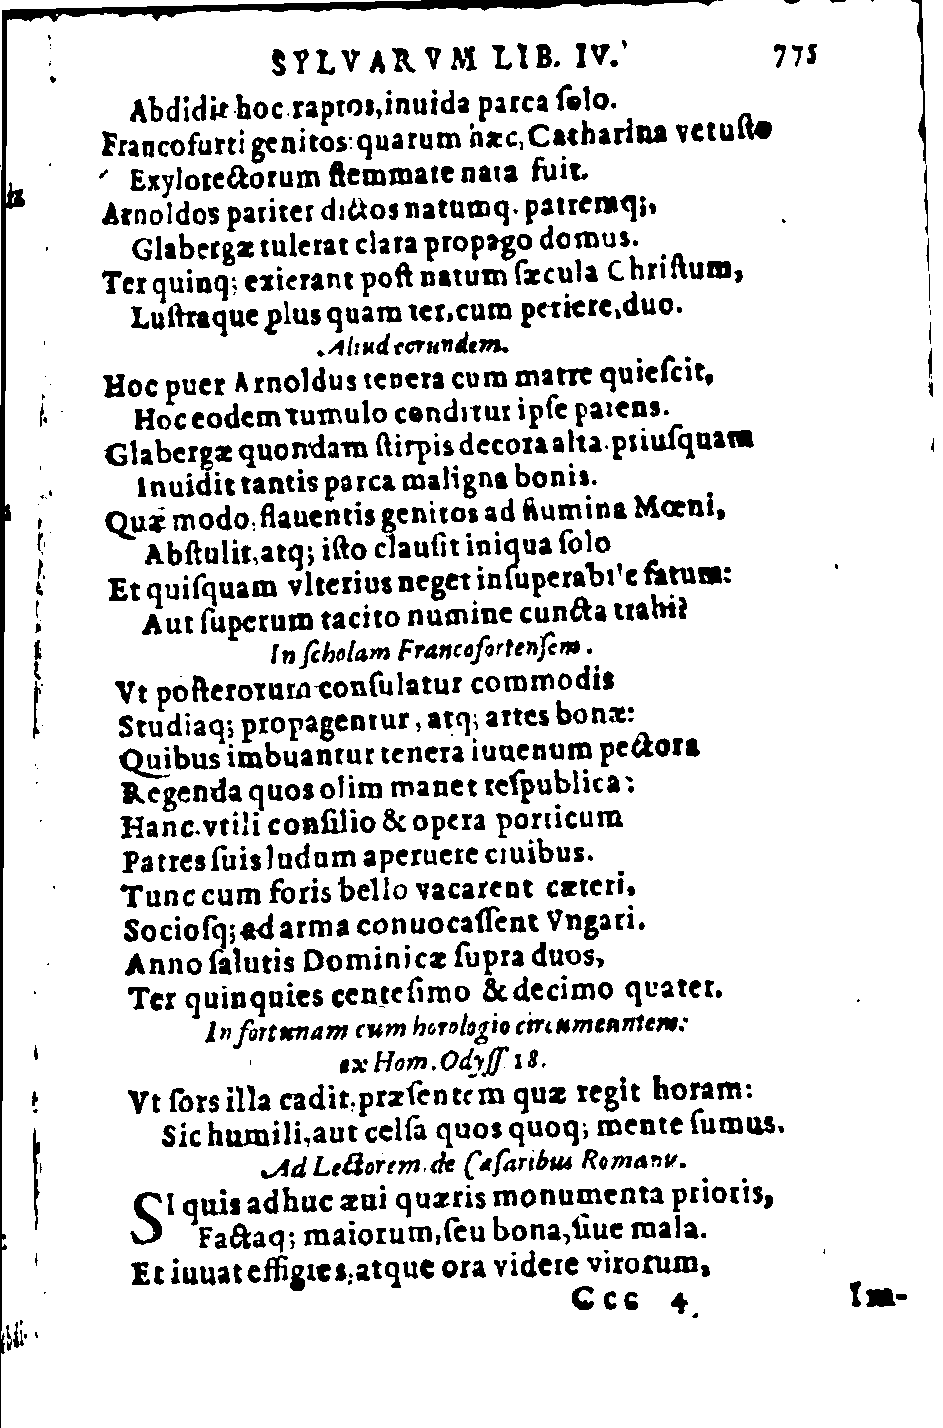 SYLVARVM LIB. IV. 775
Abdidit hoc raptos, inuida parca ſolo.
Francofurti genitos: quarum hæc, Catharina vetuſto
Exylorectorum ſtemmate nata fuit.
Arnoldos pariter dictos natumq. patremq;,
Glabergæ tulerat clara propago domus.
Ter quinq; exierant poſt natum ſæcula Chriſtum,
Luſtraque plus quam ter, cum periere, duo.
Aliud eorundem.
Hoc puer Arnoldus tenera cum matre quieſcit,
Hoc eodem tumulo conditur ipſe parens.
Glabergæ quondam ſtirpis decora alta. priuſquam
Inuidit tantis parca maligna bonis.
Quæ modo, flauentis genitos ad flumina Mœni,
Abſtulit, atq; iſto clauſit iniqua ſolo
Et quiſquam vlterius neget inſuperabile fatum:
Aut ſuperum tacito numine cuncta trahi?
In ſcholam Francofortenſem.
Vt poſterorum conſulatur commodis
Studiaq; propagentur, atq; artes bonæ:
Quibus imbuantur tenera iuuenum pectora
Regenda quos olim manet reſpublica:
Hanc vtili conſilio & opera porticum
Patres ſuis ludum aperuere ciuibus.
Tunc cum foris bello vacarent cæteri,
Socioſq; ad arma conuocaſſent Vngari.
Anno ſalutis Dominicæ ſupra duos,
Ter quinquies centeſimo & decimo quater.
In fortunam cum horologio circumeuntem:
ex Hom. Odyſſ 18.
Vt ſors illa cadit, præſentem quæ regit horam:
Sic humili, aut celſa quos quoq; mente ſumus.
Ad Lectorem de Cæſaribus Romanu.
SI quis adhuc æui quæris monumenta prioris,
Factaq; maiorum, ſeu bona, ſiue mala.
Et iuuat effigies, atque ora videre virorum,
Ccc 4 Im-